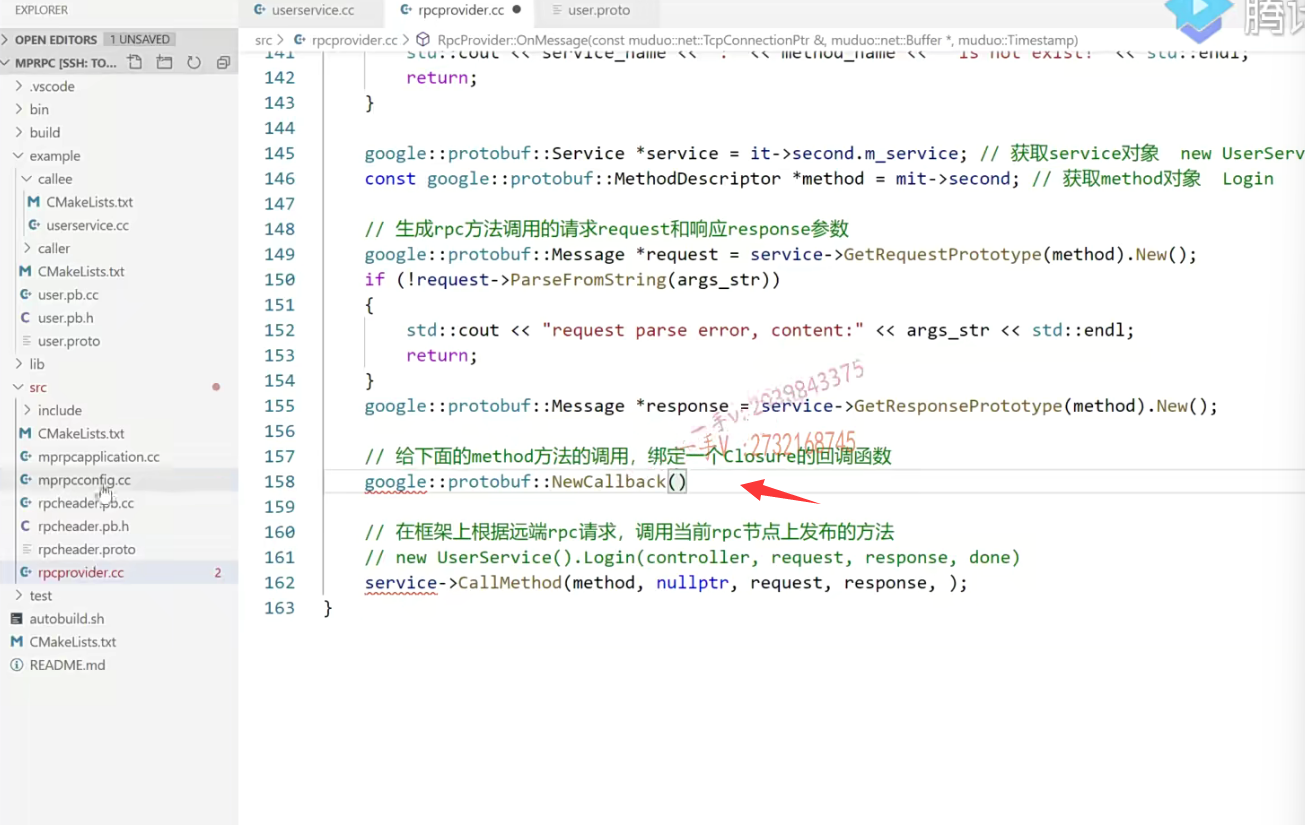 EXPLORER
OPEN EDITORS 1 UNSAVED
MPRPC [SSH: TO...
.vscode
bin
build
example
callee
CMakeLists.txt
userservice.cc
caller
CMakeLists.txt
user.pb.cc
user.pb.h
user.proto
lib
src
include
CMakeLists.txt
mprpcapplication.cc
mprpcconfig.cc
rpcheader.pb.cc
rpcheader.pb.h
rpcheader.proto
rpcprovider.cc 2
test
autobuild.sh
CMakeLists.txt
README.md
userservice.cc rpcprovider.cc user.proto
腾讯
src > rpcprovider.cc > RpcProvider::OnMessage(const muduo::net::TcpConnectionPtr &, muduo::net::Buffer *, muduo::Timestamp)
141 std::cout << service_name << ":" << method_name << " is not exist!" << std::endl;
142 return;
143 }
144
145 google::protobuf::Service *service = it->second.m_service; // 获取service对象 new UserServ
146 const google::protobuf::MethodDescriptor *method = mit->second; // 获取method对象 Login
147
148 // 生成rpc方法调用的请求request和响应response参数
149 google::protobuf::Message *request = service->GetRequestPrototype(method).New();
150 if (!request->ParseFromString(args_str))
151 {
152 std::cout << "request parse error, content:" << args_str << std::endl;
153 return;
154 }
155 google::protobuf::Message *response = service->GetResponsePrototype(method).New();
156
157 // 给下面的method方法的调用，绑定一个Closure的回调函数
158 google::protobuf::NewCallback()
159
160 // 在框架上根据远端rpc请求，调用当前rpc节点上发布的方法
161 // new UserService().Login(controller, request, response, done)
162 service->CallMethod(method, nullptr, request, response, );
163 }
一手V:2939843375
一手V:2732168745